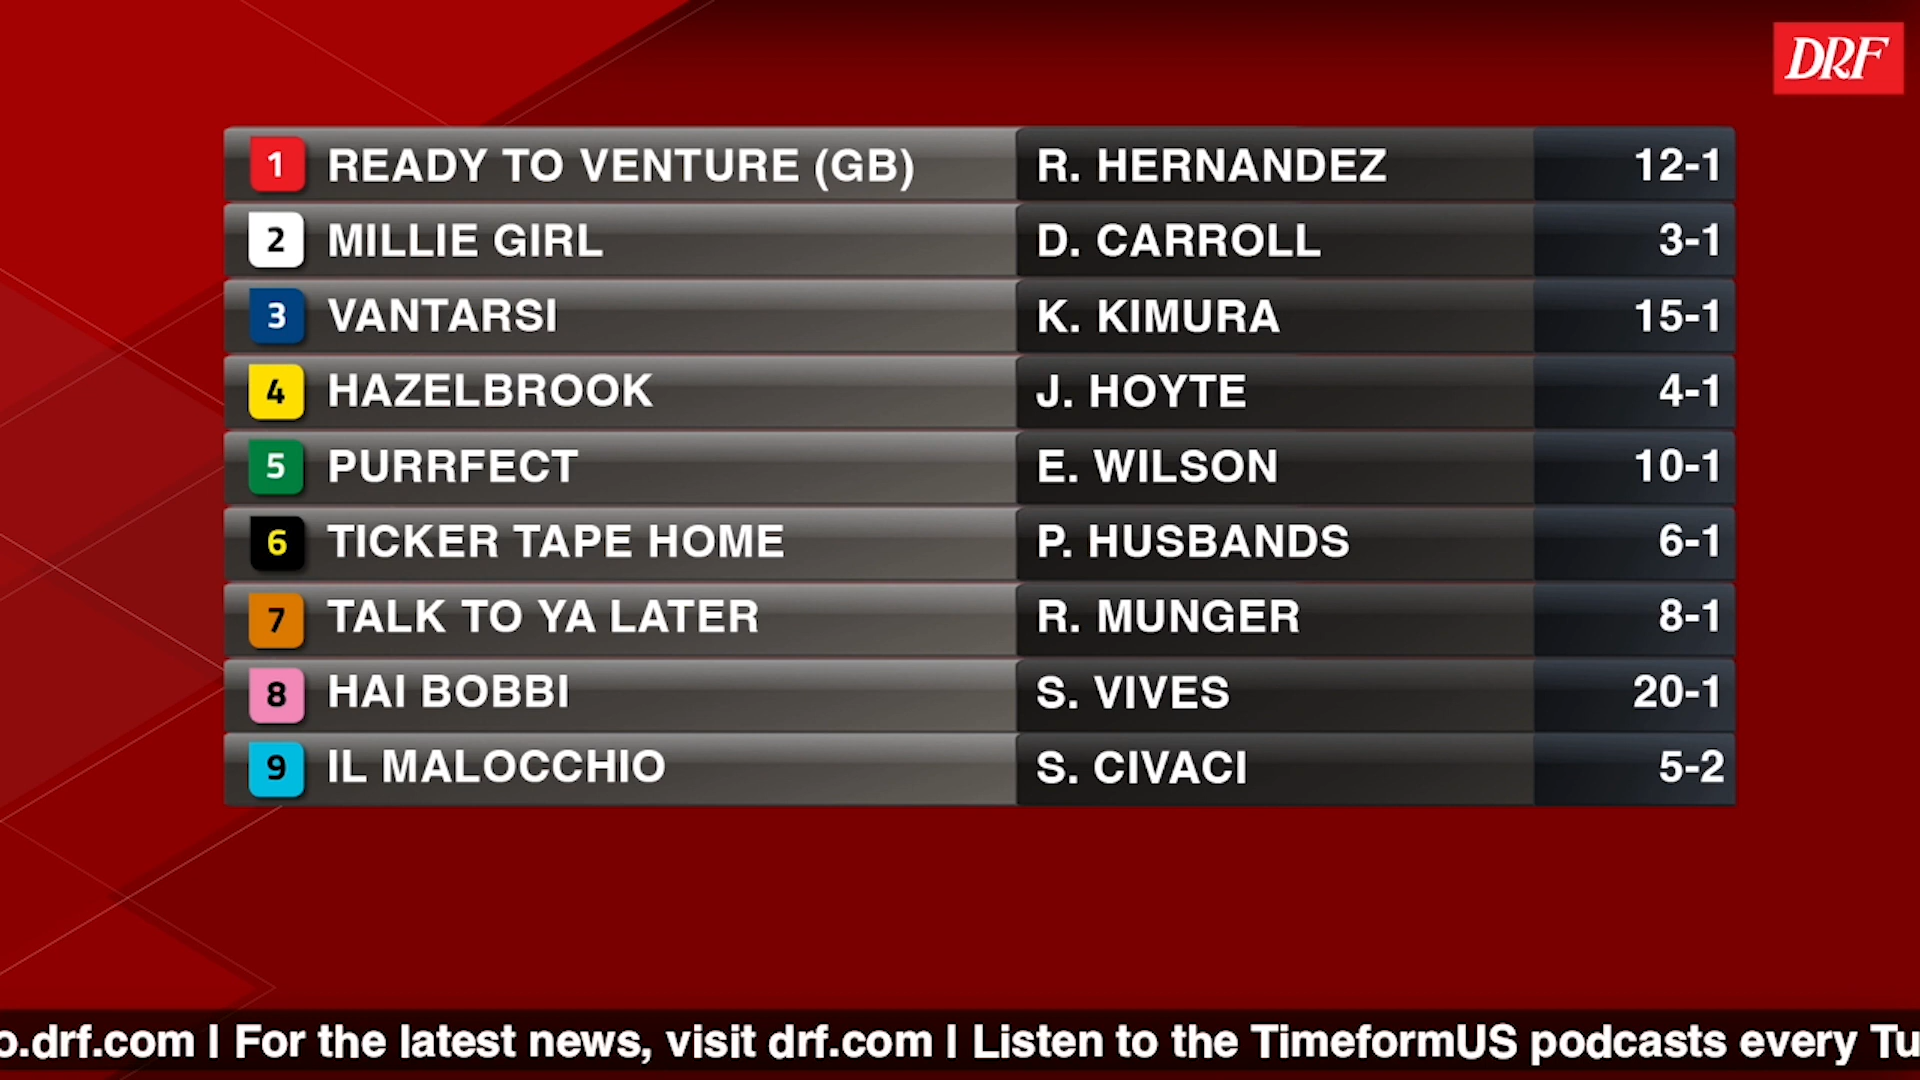 DRF
1 READY TO VENTURE (GB) R. HERNANDEZ 12-1
2 MILLIE GIRL D. CARROLL 3-1
3 VANTARSI K. KIMURA 15-1
4 HAZELBROOK J. HOYTE 4-1
5 PURRFECT E. WILSON 10-1
6 TICKER TAPE HOME P. HUSBANDS 6-1
7 TALK TO YA LATER R. MUNGER 8-1
8 HAI BOBBI S. VIVES 20-1
9 IL MALOCCHIO S. CIVACI 5-2
o.drf.com | For the latest news, visit drf.com | Listen to the TimeformUS podcasts every Tu